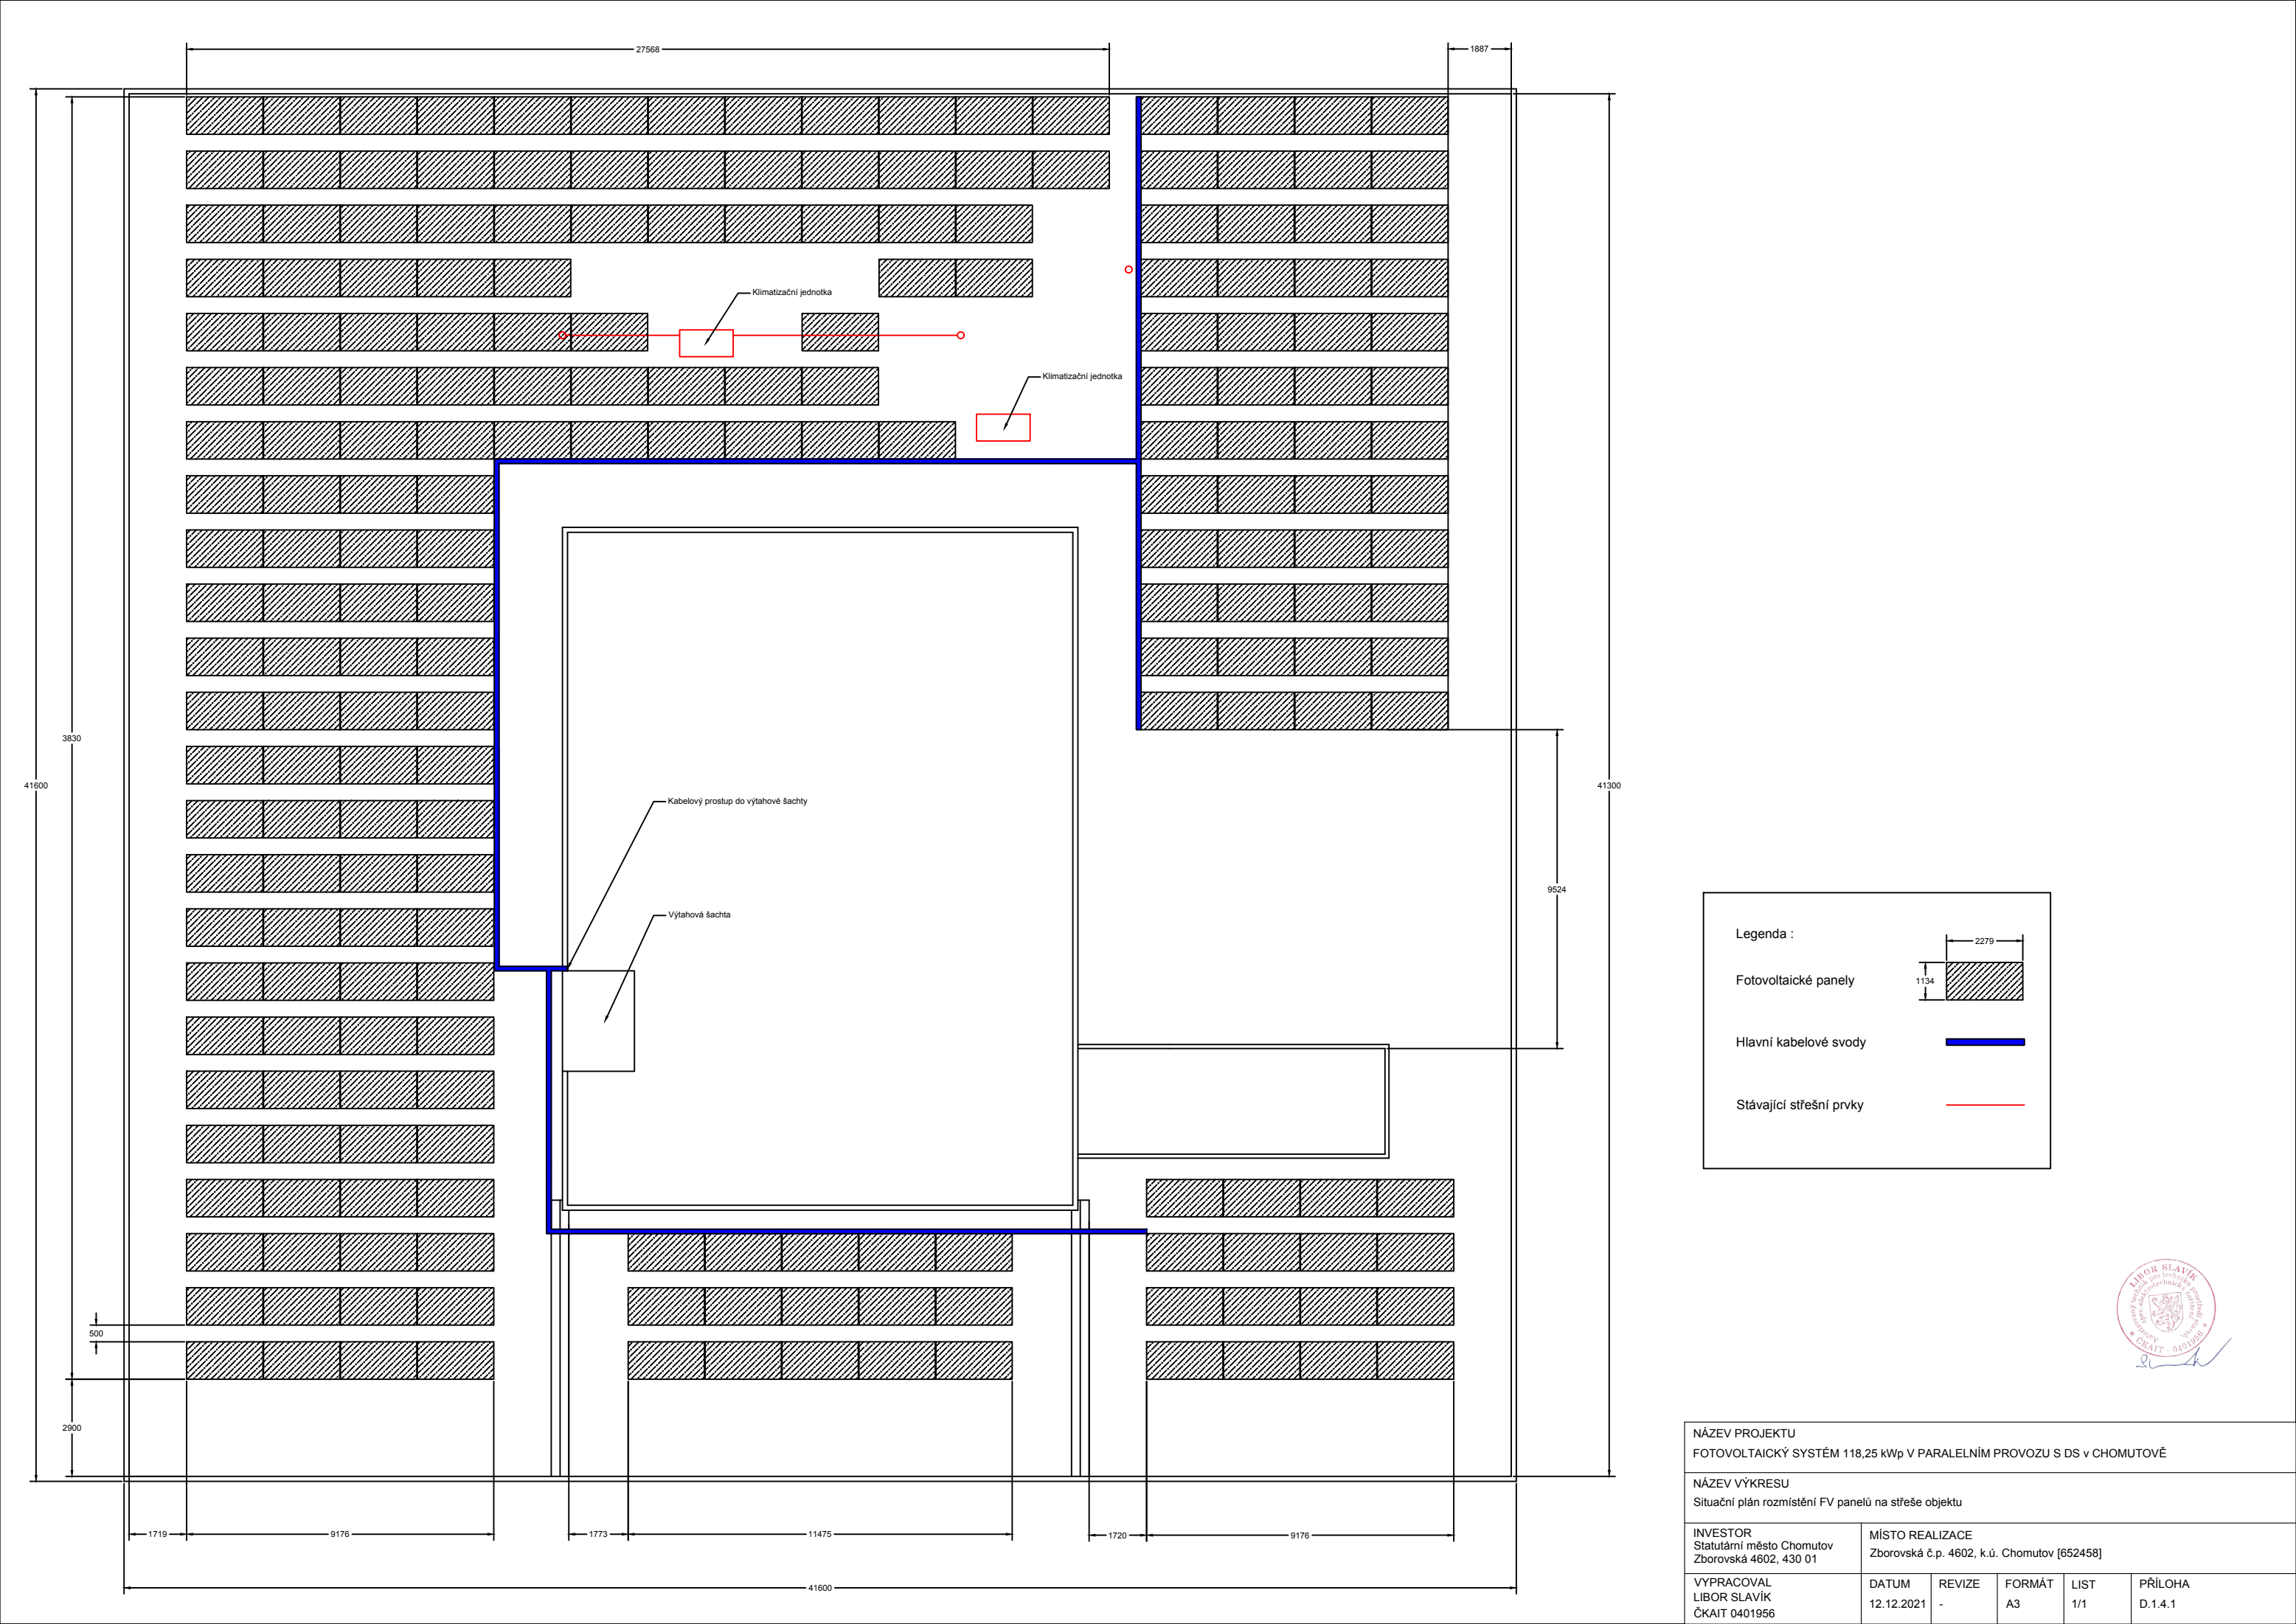 27568
1887
Klimatizační jednotka
Klimatizační jednotka
3830
41600
41300
Kabelový prostup do výtahové šachty
9524
Výtahová šachta
Legenda :
2279
Fotovoltaické panely
1134
Hlavní kabelové svody
Stávající střešní prvky
500
2900
1719
9176
1773
11475
1720
9176
41600
LIBOR SLAVÍK
ČKAIT - 0401956
NÁZEV PROJEKTU
FOTOVOLTAICKÝ SYSTÉM 118,25 kWp V PARALELNÍM PROVOZU S DS v CHOMUTOVĚ
NÁZEV VÝKRESU
Situační plán rozmístění FV panelů na střeše objektu
INVESTOR
Statutární město Chomutov
Zborovská 4602, 430 01
MÍSTO REALIZACE
Zborovská č.p. 4602, k.ú. Chomutov [652458]
VYPRACOVAL
LIBOR SLAVÍK
ČKAIT 0401956
DATUM
12.12.2021
REVIZE
-
FORMÁT
A3
LIST
1/1
PŘÍLOHA
D.1.4.1